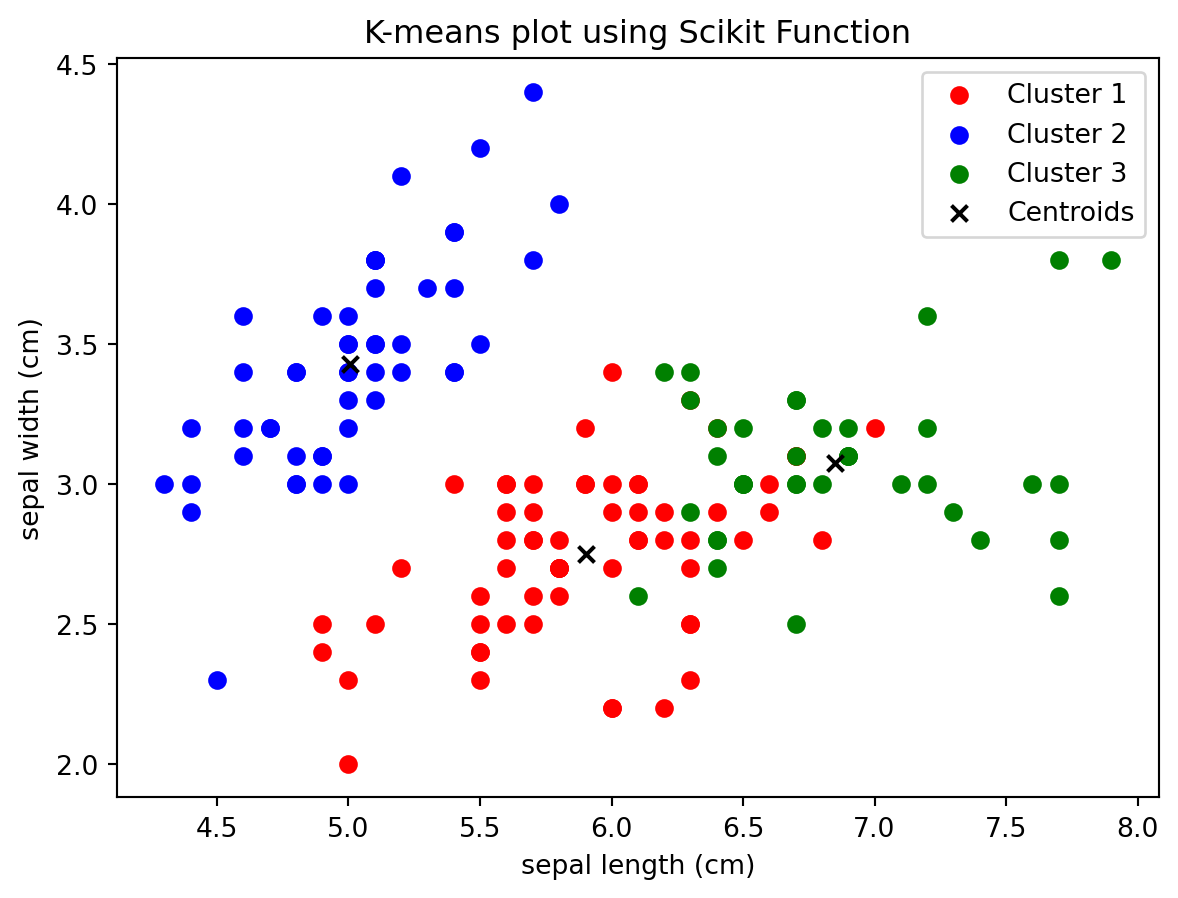 K-means plot using Scikit Function
4.5
4.0
3.5
3.0
2.5
2.0
sepal width (cm)
Cluster 1
Cluster 2
Cluster 3
Centroids
4.5 5.0 5.5 6.0 6.5 7.0 7.5 8.0
sepal length (cm)